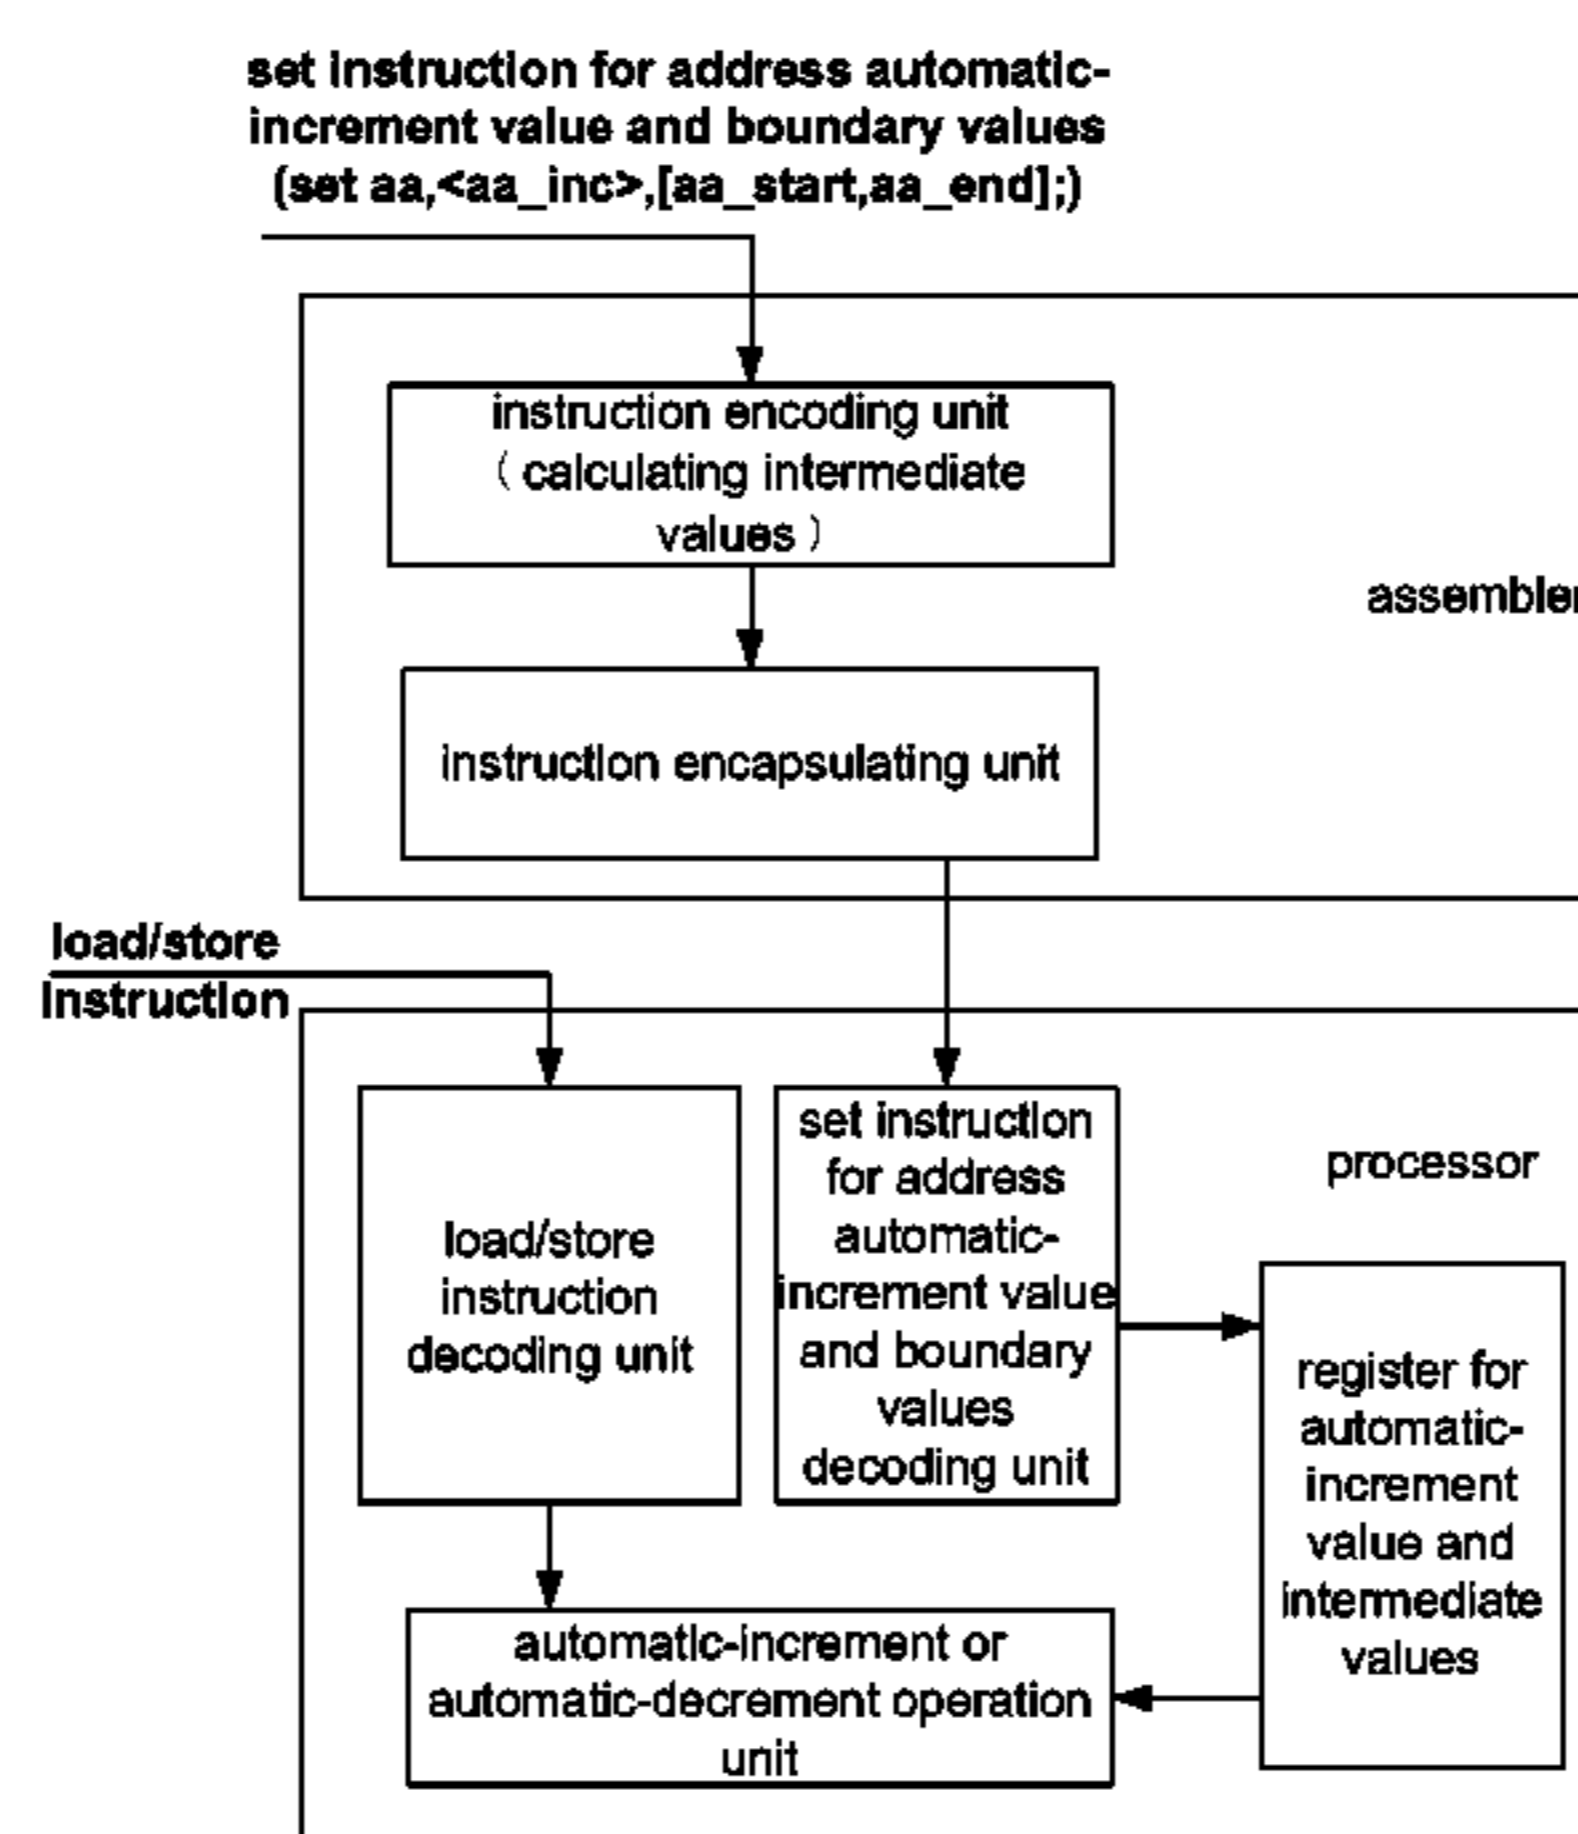 set instruction for address automatic-
increment value and boundary values
(set aa,<aa_inc>,[aa_start,aa_end];)
instruction encoding unit
(calculating intermediate
values)
assembler
instruction encapsulating unit
load/store
instruction
load/store
instruction
decoding unit
set instruction
for address
automatic-
increment value
and boundary
values
decoding unit
processor
register for
automatic-
increment
value and
intermediate
values
automatic-increment or
automatic-decrement operation
unit